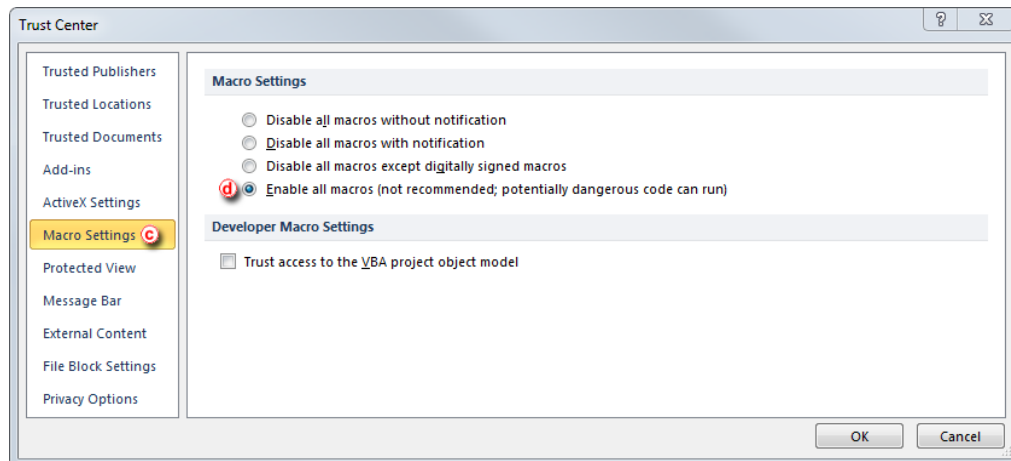 Trust Center
?
Trusted Publishers
Trusted Locations
Trusted Documents
Add-ins
ActiveX Settings
Macro Settings c
Protected View
Message Bar
External Content
File Block Settings
Privacy Options
Macro Settings
Disable all macros without notification
Disable all macros with notification
Disable all macros except digitally signed macros
d Enable all macros (not recommended; potentially dangerous code can run)
Developer Macro Settings
Trust access to the VBA project object model
OK Cancel